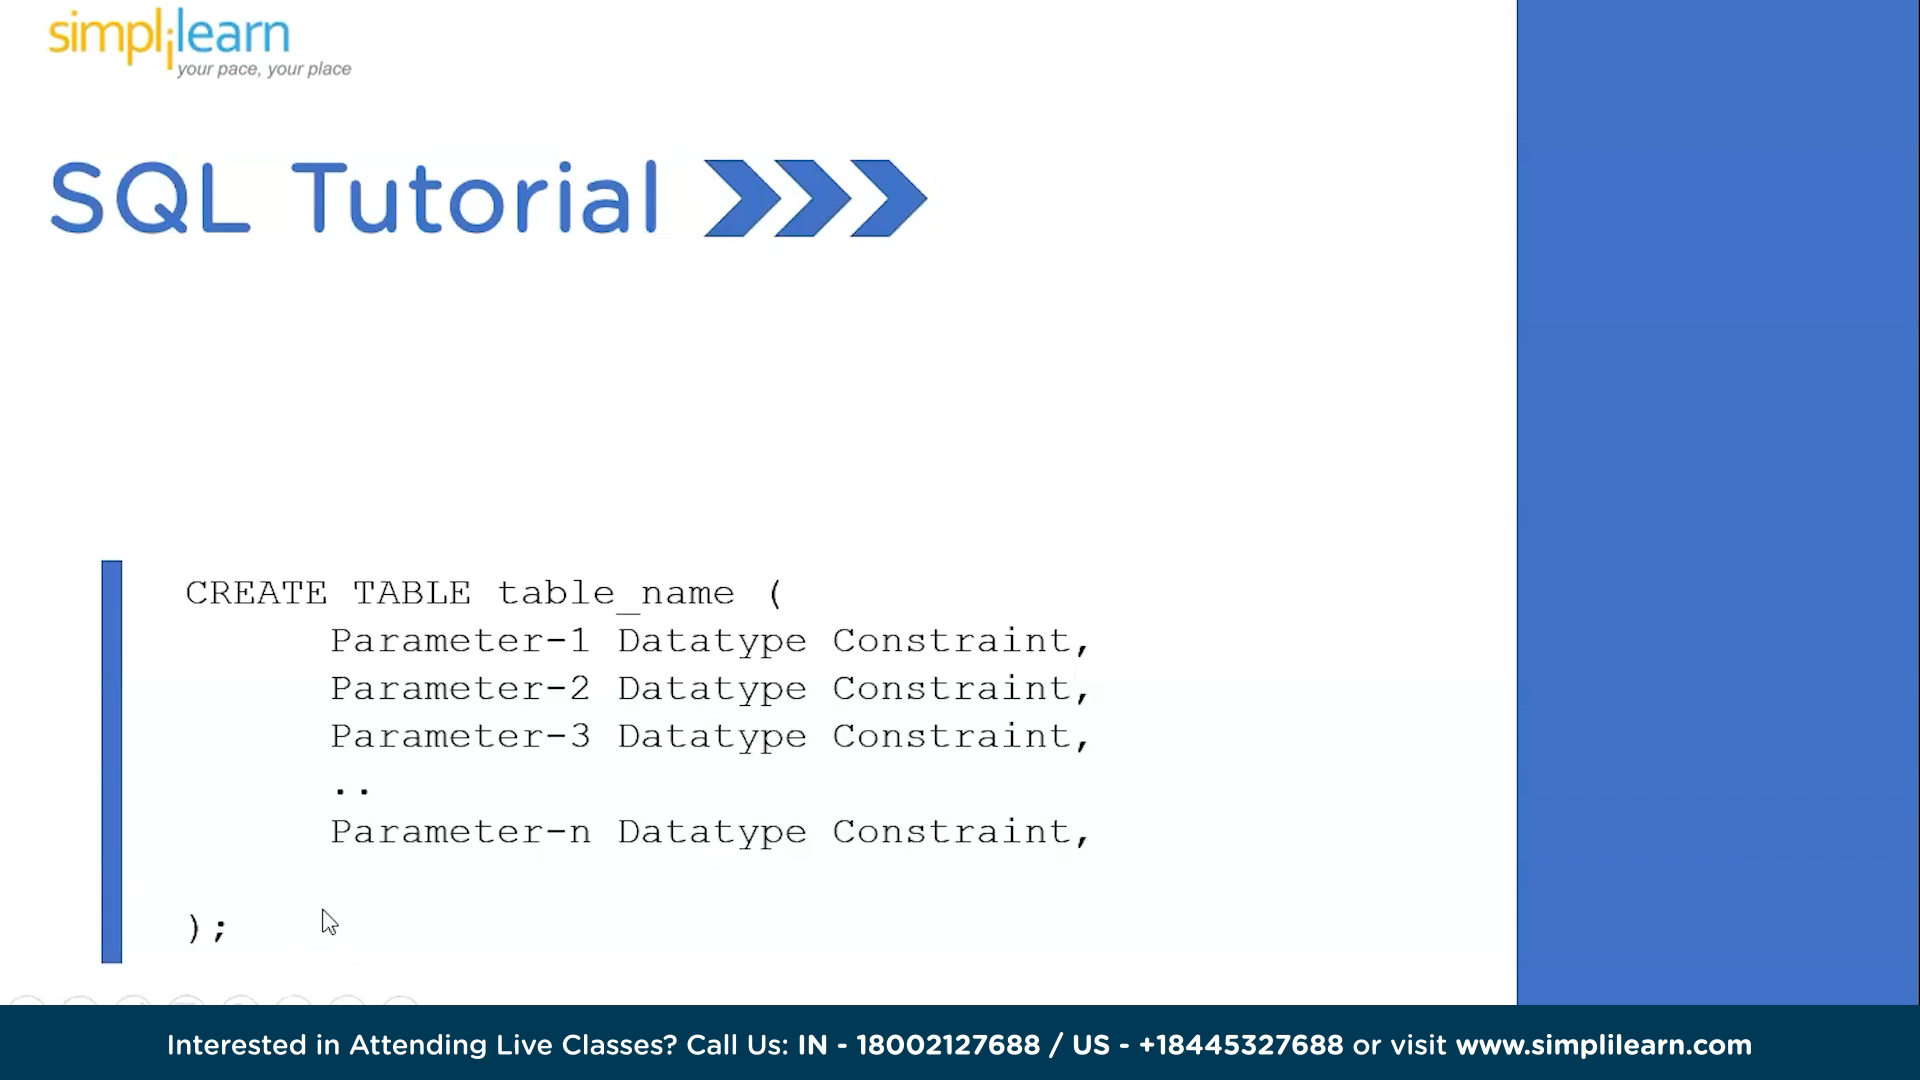 simplilearn
your pace, your place
SQL Tutorial
CREATE TABLE table_name (
Parameter-1 Datatype Constraint,
Parameter-2 Datatype Constraint,
Parameter-3 Datatype Constraint,
..
Parameter-n Datatype Constraint,
);
Interested in Attending Live Classes? Call Us: IN - 18002127688 / US - +18445327688 or visit www.simplilearn.com